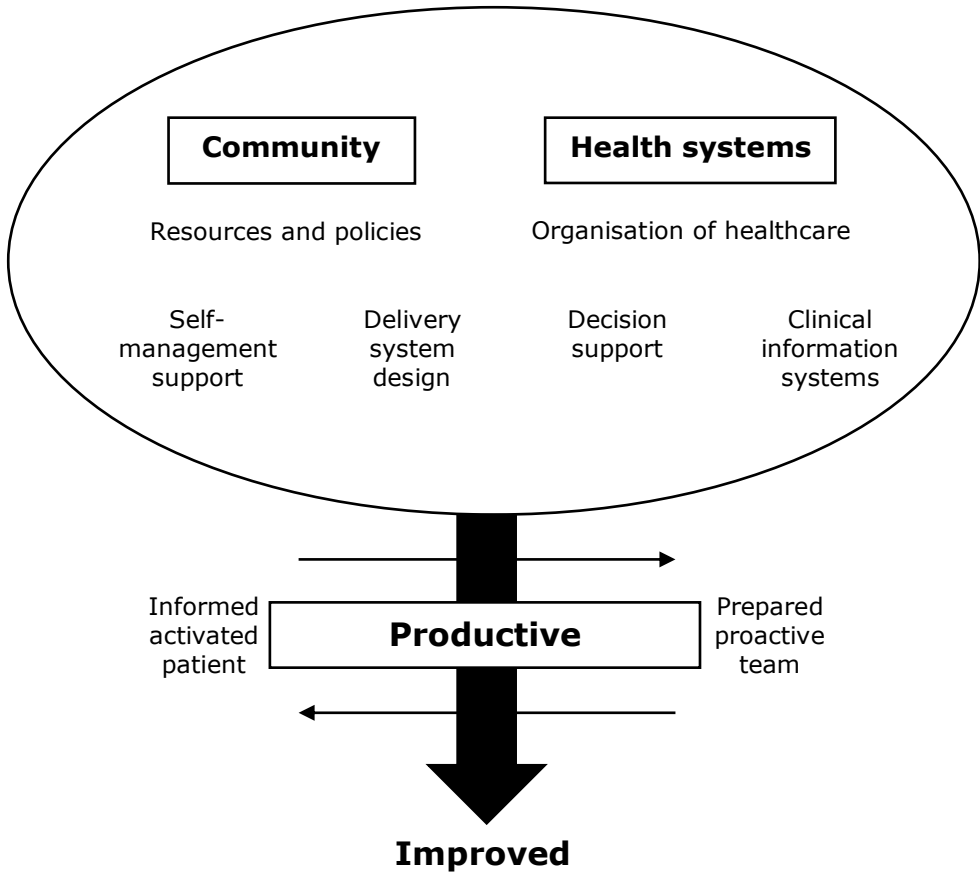 Community
Health systems
Resources and policies
Organisation of healthcare
Self-
management
support
Delivery
system
design
Decision
support
Clinical
information
systems
Informed
activated
patient
Productive
Prepared
proactive
team
Improved